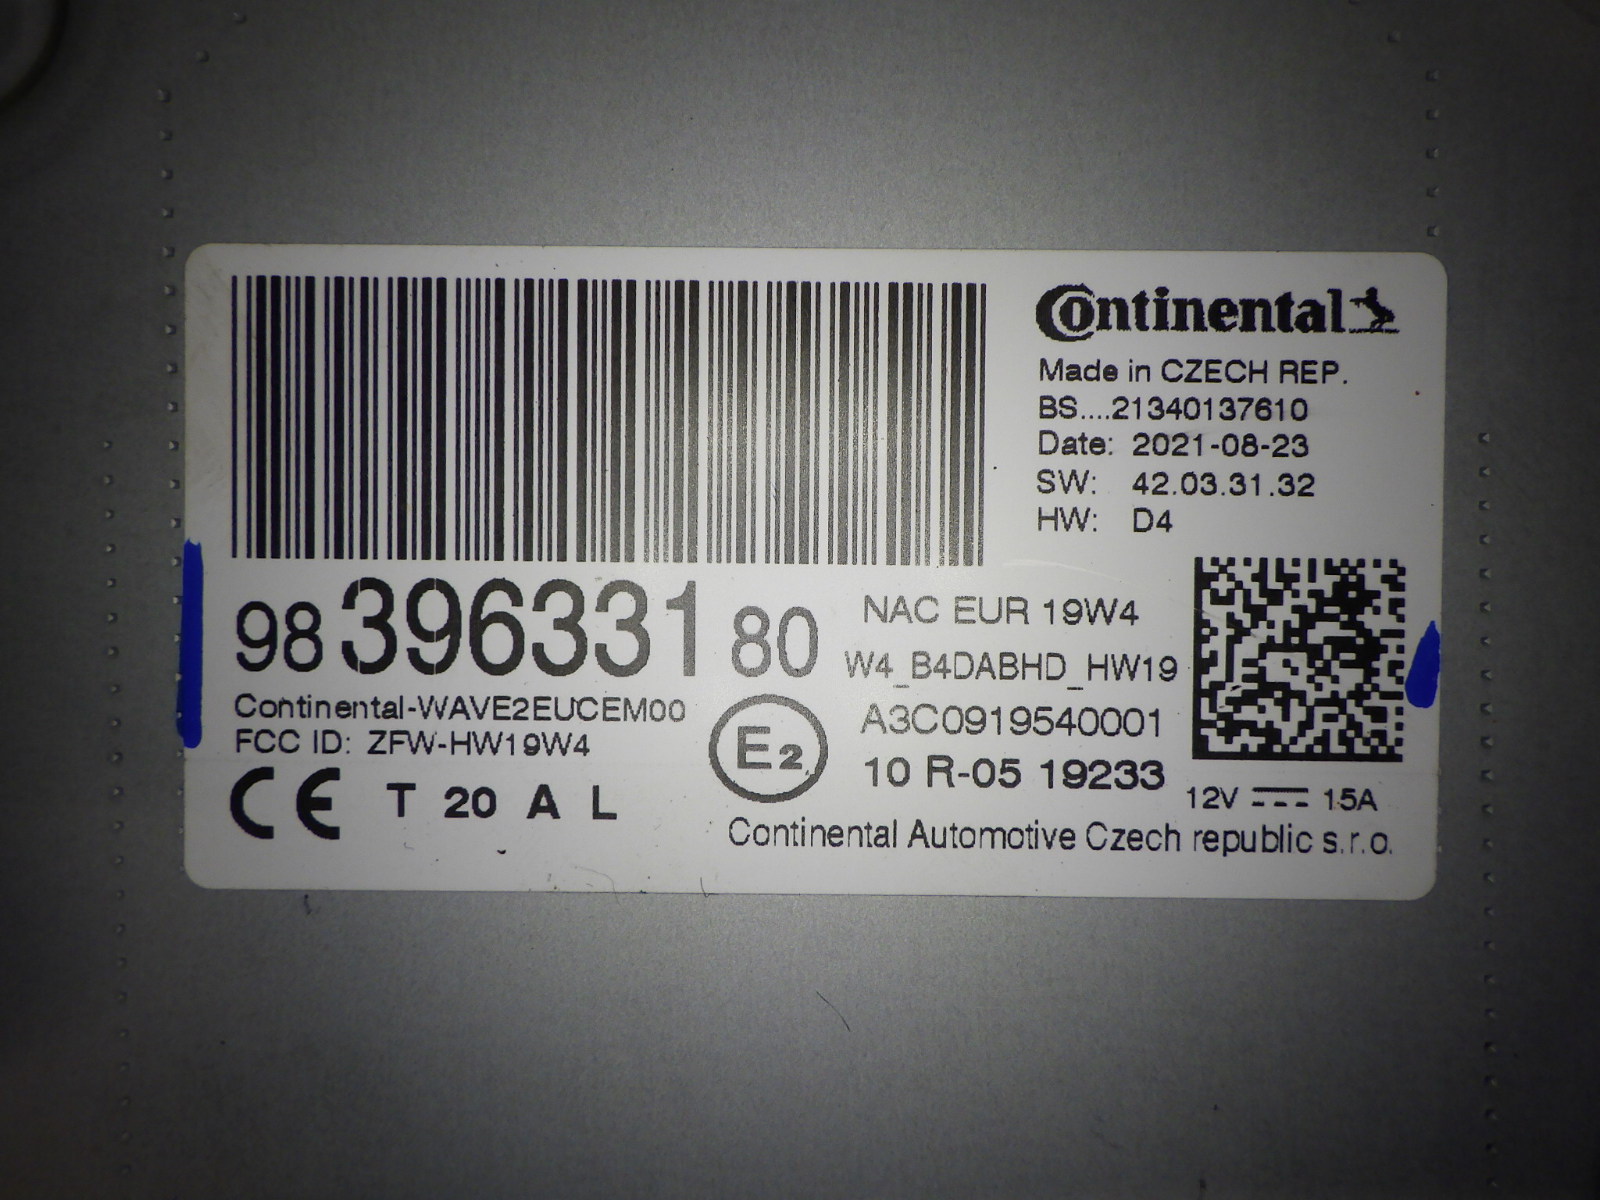 Continental
Made in CZECH REP.
BS....21340137610
Date: 2021-08-23
SW: 42.03.31.32
HW: D4
98 396331 80
Continental-WAVE2EUCEM00
FCC ID: ZFW-HW19W4
CE T 20 A L
E2
NAC EUR 19W4
W4_B4DABHD_HW19
A3C0919540001
10 R-05 19233
12V 15A
Continental Automotive Czech republic s.r.o.